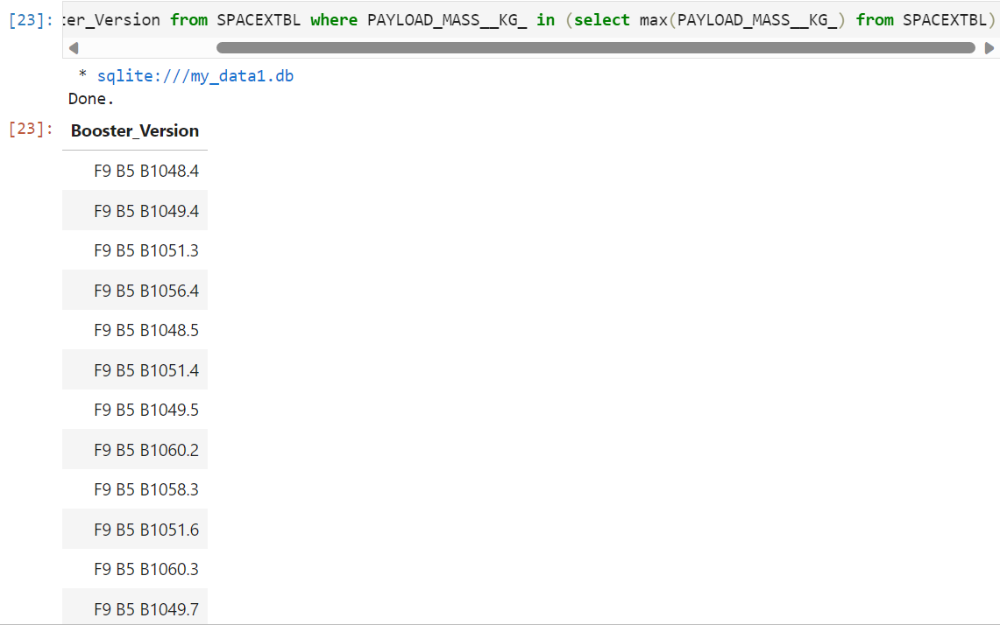 [23]: ter_Version from SPACEXTBL where PAYLOAD_MASS__KG_ in (select max(PAYLOAD_MASS__KG_) from SPACEXTBL)
* sqlite:///my_data1.db
Done.
[23]: Booster_Version
F9 B5 B1048.4
F9 B5 B1049.4
F9 B5 B1051.3
F9 B5 B1056.4
F9 B5 B1048.5
F9 B5 B1051.4
F9 B5 B1049.5
F9 B5 B1060.2
F9 B5 B1058.3
F9 B5 B1051.6
F9 B5 B1060.3
F9 B5 B1049.7